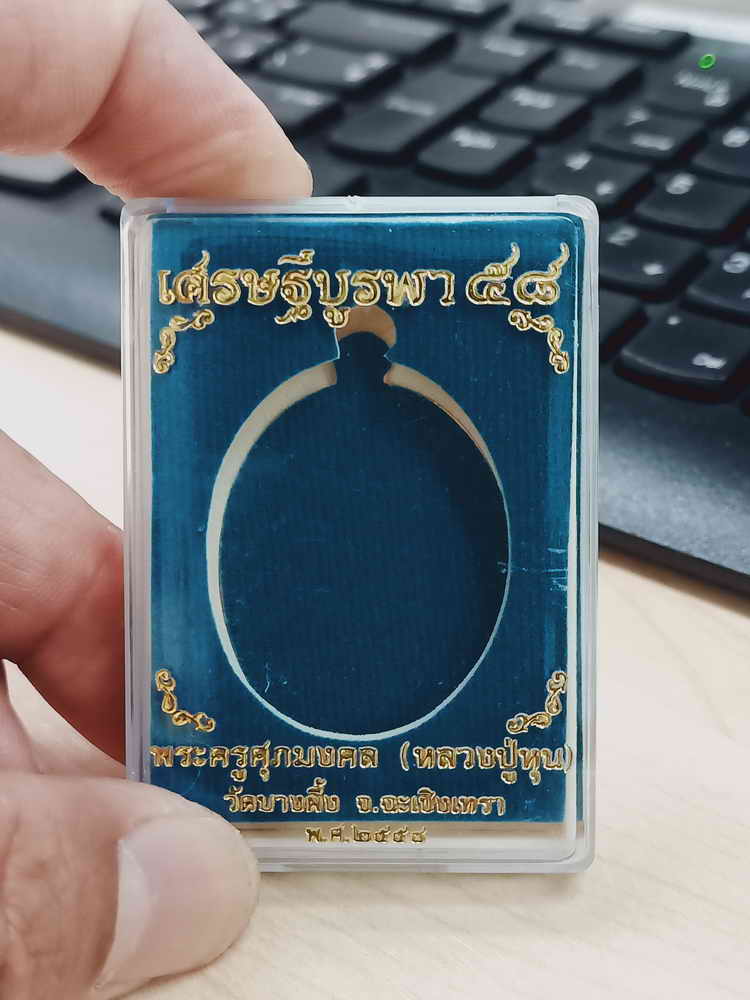 เศรษฐีบูรพา ๕๘
พระครูศุภมงคล (หลวงปู่ทุน)
วัดบางผึ้ง จ.ฉะเชิงเทรา
พ.ศ.๒๕๕๘